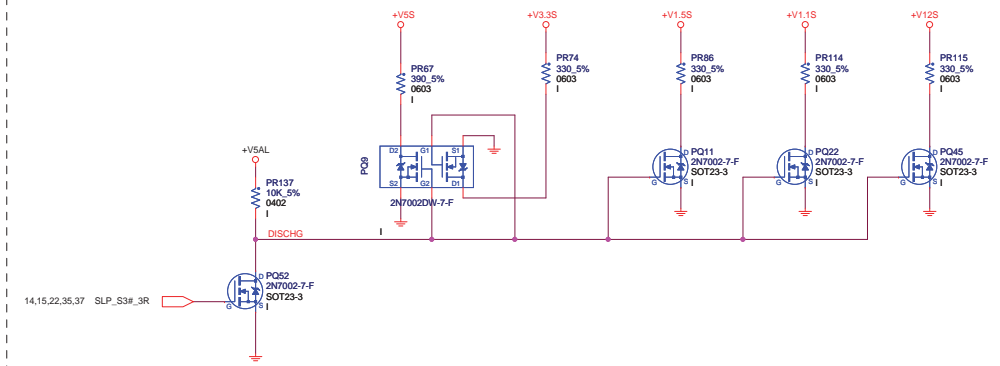 +V5S
+V3.3S
+V1.5S
+V1.1S
+V12S
PR67
390_5%
0603
I
PR74
330_5%
0603
I
PR86
330_5%
0603
I
PR114
330_5%
0603
I
PR115
330_5%
0603
I
PQ9
D2 G1 S1
S2 G2 D1
2N7002DW-7-F
I
D
PQ11
2N7002-7-F
SOT23-3
G S I
D
PQ22
2N7002-7-F
SOT23-3
G S I
D
PQ45
2N7002-7-F
SOT23-3
G S I
+V5AL
PR137
10K_5%
0402
I
DISCHG
D
PQ52
2N7002-7-F
SOT23-3
G S I
14,15,22,35,37 SLP_S3#_3R